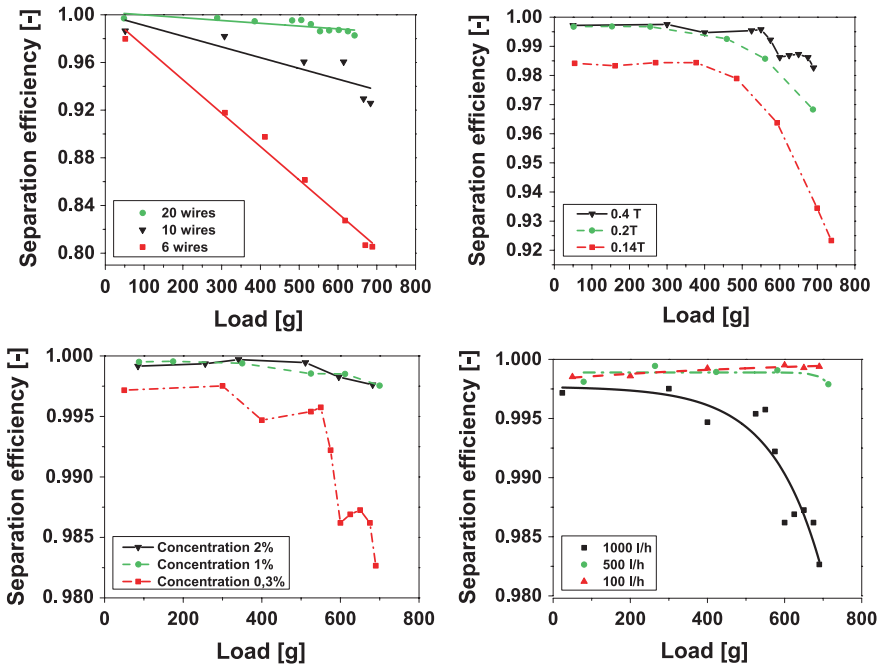 Separation efficiency [-]
1.00
0.96
0.92
0.88
0.84
0.80
20 wires
10 wires
6 wires
0 100 200 300 400 500 600 700 800
Load [g]
Separation efficiency [-]
1.00
0.99
0.98
0.97
0.96
0.95
0.94
0.93
0.92
0.4 T
0.2T
0.14T
0 100 200 300 400 500 600 700 800
Load [g]
Separation efficiency [-]
1.000
0.995
0.990
0.985
0.980
Concentration 2%
Concentration 1%
Concentration 0,3%
0 200 400 600 800
Load [g]
Separation efficiency [-]
1.000
0.995
0.990
0.985
0.980
1000 l/h
500 l/h
100 l/h
0 200 400 600 800
Load [g]